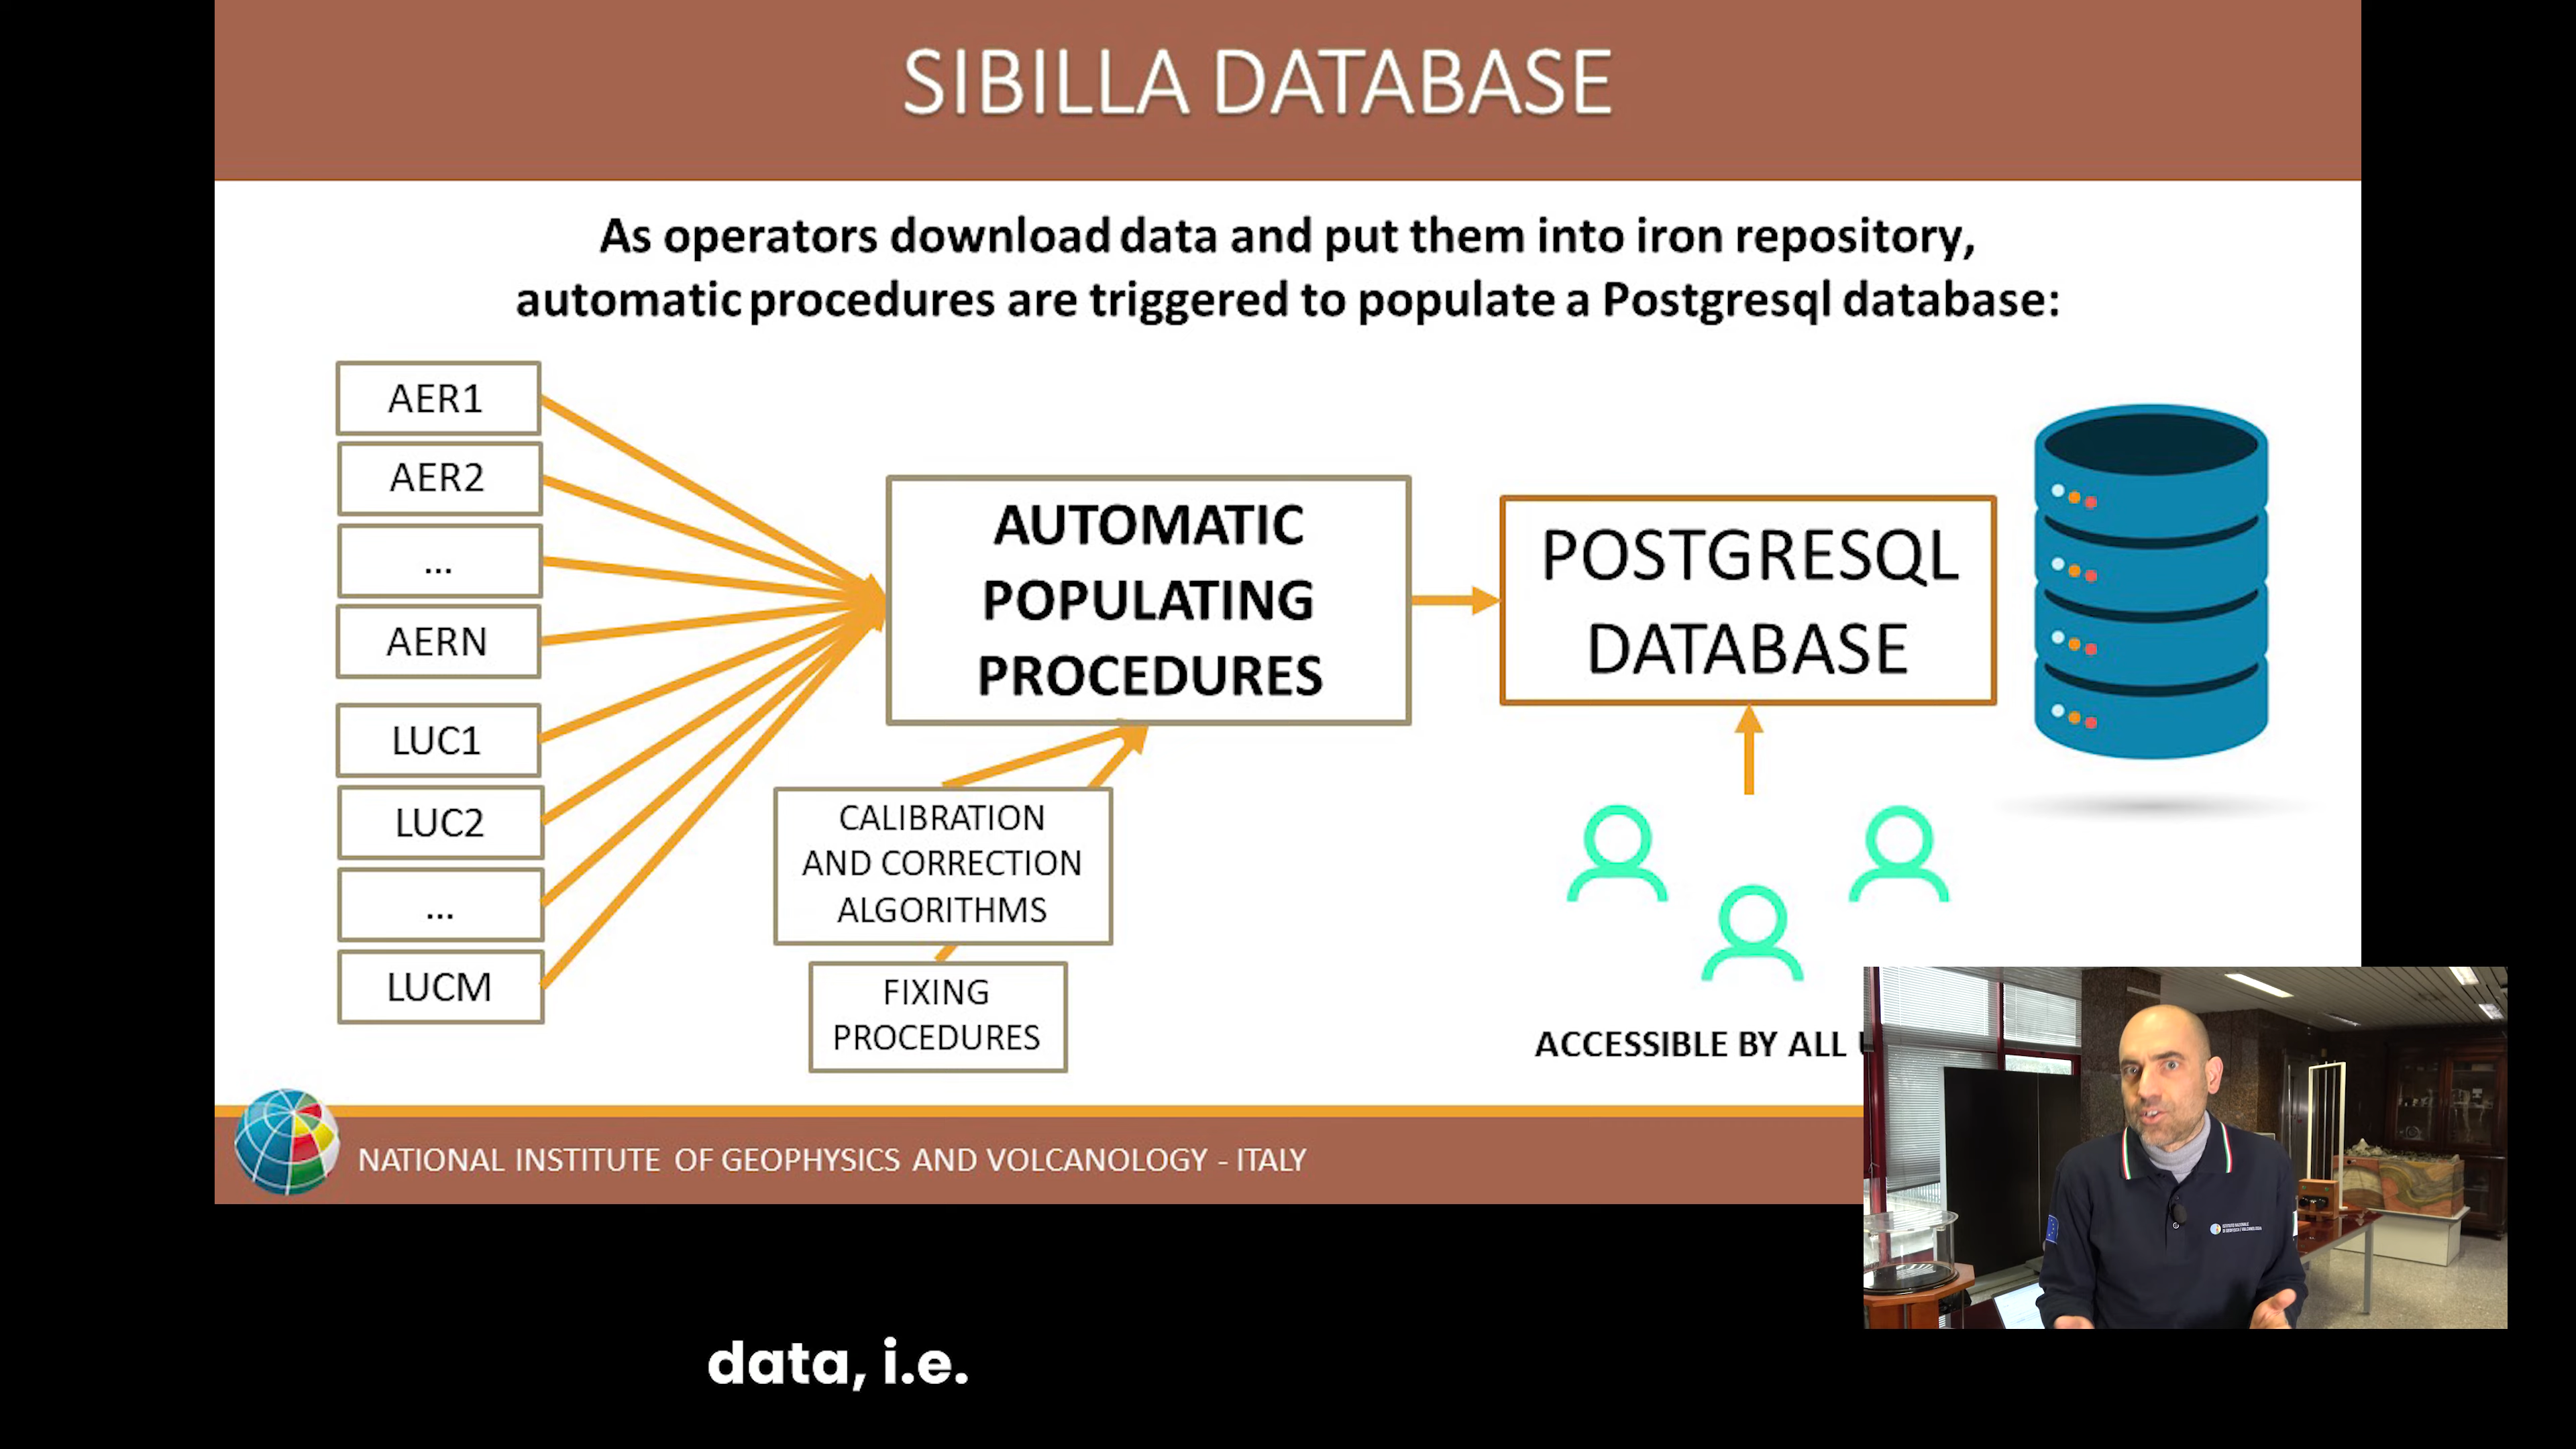 SIBILLA DATABASE
As operators download data and put them into iron repository,
automatic procedures are triggered to populate a Postgresql database:
AER1
AER2
...
AERN
LUC1
LUC2
...
LUCM
AUTOMATIC
POPULATING
PROCEDURES
CALIBRATION
AND CORRECTION
ALGORITHMS
FIXING
PROCEDURES
POSTGRESQL
DATABASE
ACCESSIBLE BY ALL
NATIONAL INSTITUTE OF GEOPHYSICS AND VOLCANOLOGY - ITALY
data, i.e.